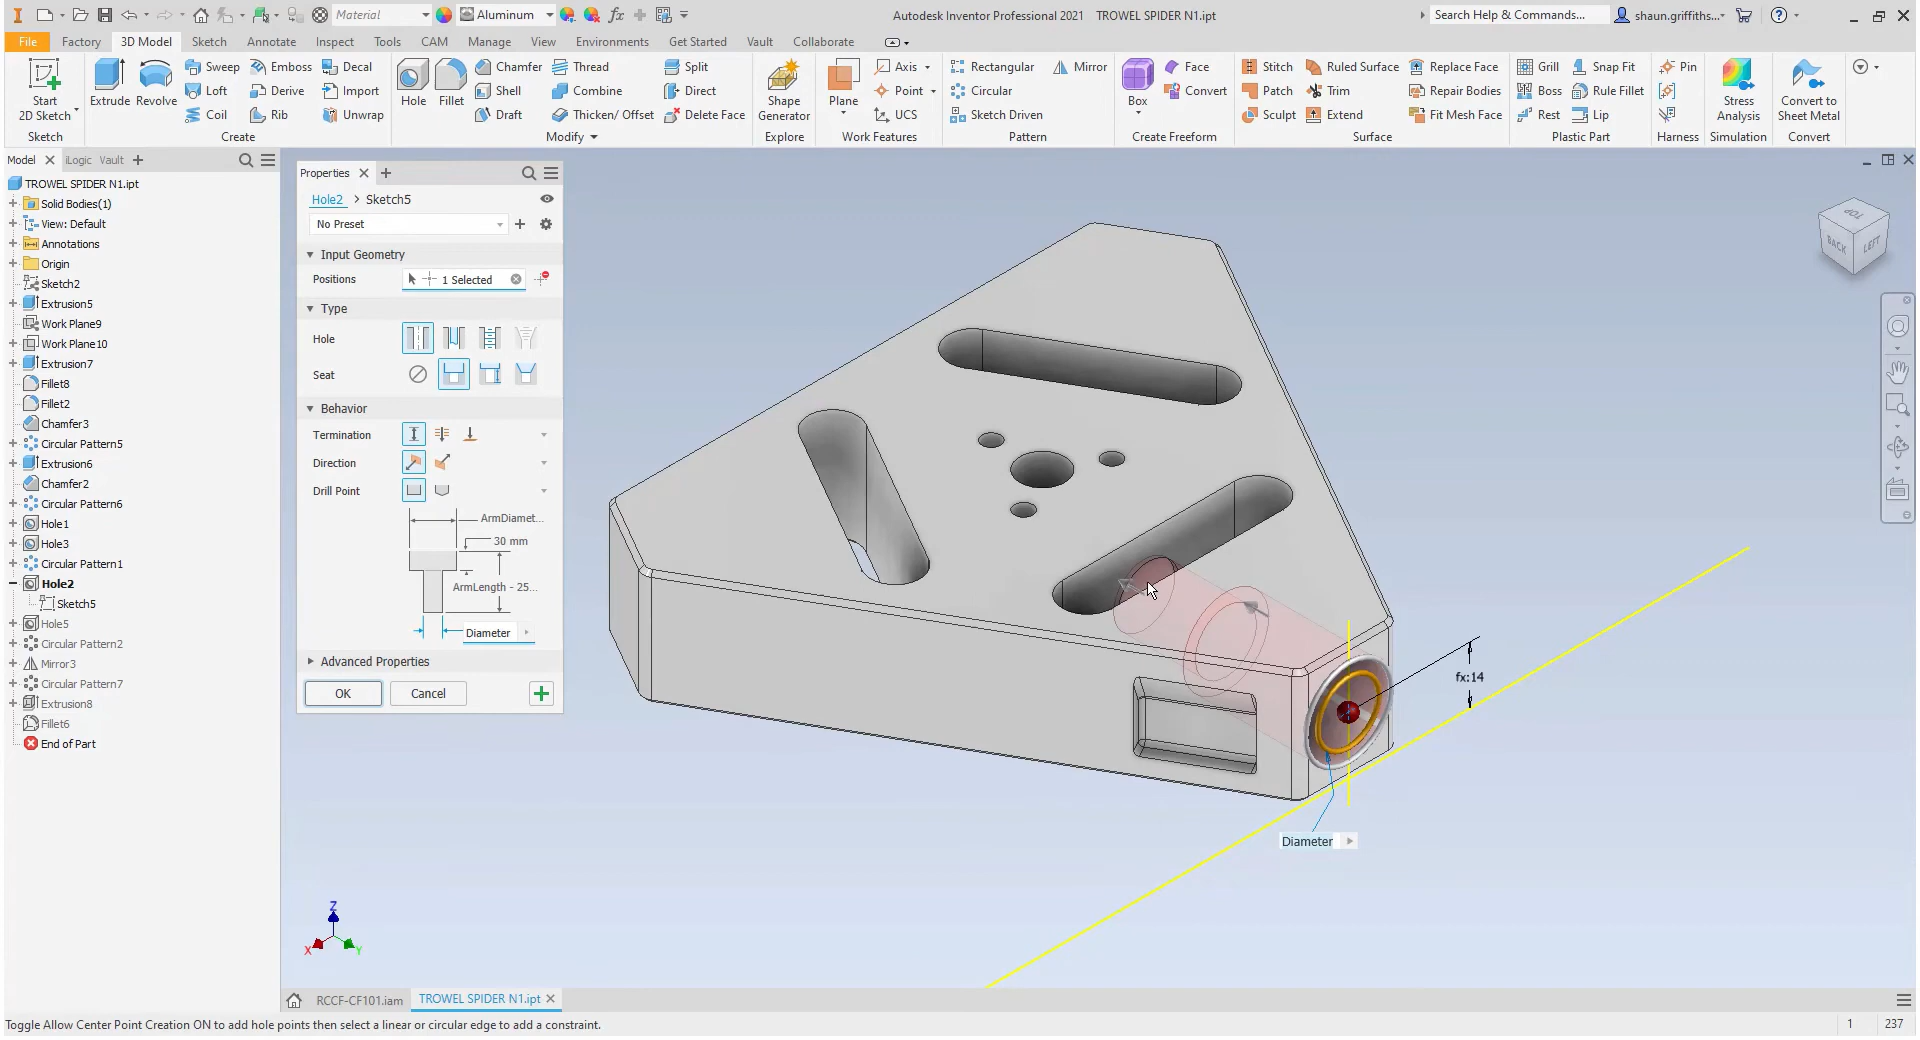 Material
Aluminum
Autodesk Inventor Professional 2021 TROWEL SPIDER N1.ipt
Search Help & Commands...
shaun.griffiths...
File Factory 3D Model Sketch Annotate Inspect Tools CAM Manage View Environments Get Started Vault Collaborate
Start
2D Sketch
Sketch
Extrude
Revolve
Sweep
Loft
Coil
Emboss
Derive
Rib
Decal
Import
Unwrap
Create
Hole
Fillet
Chamfer
Shell
Draft
Thread
Combine
Thicken/ Offset
Split
Direct
Delete Face
Modify
Shape
Generator
Explore
Plane
Axis
Point
UCS
Work Features
Rectangular
Circular
Sketch Driven
Mirror
Pattern
Box
Face
Convert
Create Freeform
Stitch
Patch
Sculpt
Ruled Surface
Trim
Extend
Replace Face
Repair Bodies
Fit Mesh Face
Surface
Grill
Boss
Rest
Snap Fit
Rule Fillet
Lip
Plastic Part
Pin
Harness
Stress
Analysis
Simulation
Convert to
Sheet Metal
Convert
Model iLogic Vault
TROWEL SPIDER N1.ipt
Solid Bodies(1)
View: Default
Annotations
Origin
Sketch2
Extrusion5
Work Plane9
Work Plane10
Extrusion7
Fillet8
Fillet2
Chamfer3
Circular Pattern5
Extrusion6
Chamfer2
Circular Pattern6
Hole1
Hole3
Circular Pattern1
Hole2
Sketch5
Hole5
Circular Pattern2
Mirror3
Circular Pattern7
Extrusion8
Fillet6
End of Part
Properties
Hole2 > Sketch5
No Preset
Input Geometry
Positions 1 Selected
Type
Hole
Seat
Behavior
Termination
Direction
Drill Point
ArmDiamet...
30 mm
ArmLength - 25...
Diameter
Advanced Properties
OK Cancel
TOP
BACK
LEFT
fx:14
Diameter
Z
X
Y
RCCF-CF101.iam TROWEL SPIDER N1.ipt
Toggle Allow Center Point Creation ON to add hole points then select a linear or circular edge to add a constraint.
1 237